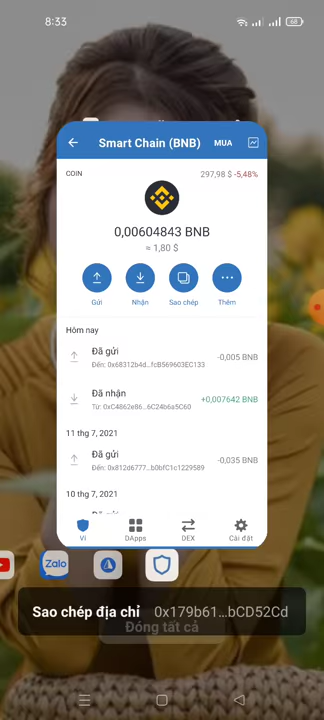 8:33
68
Smart Chain (BNB)
MUA
COIN
297,98 $ -5,48%
0,00604843 BNB
≈ 1,80 $
Gửi
Nhận
Sao chép
Thêm
Hôm nay
Đã gửi
-0,005 BNB
Đến: 0x68312b4d...fcB569603EC133
Đã nhận
+0,007642 BNB
Từ: 0xC4862e86...6C24b6a5C60
11 thg 7, 2021
Đã gửi
-0,035 BNB
Đến: 0x812d6777...b0bfC1c1229589
10 thg 7, 2021
Ví
DApps
DEX
Cài đặt
Zalo
Sao chép địa chỉ 0x179b61...bCD52Cd
Đóng tất cả